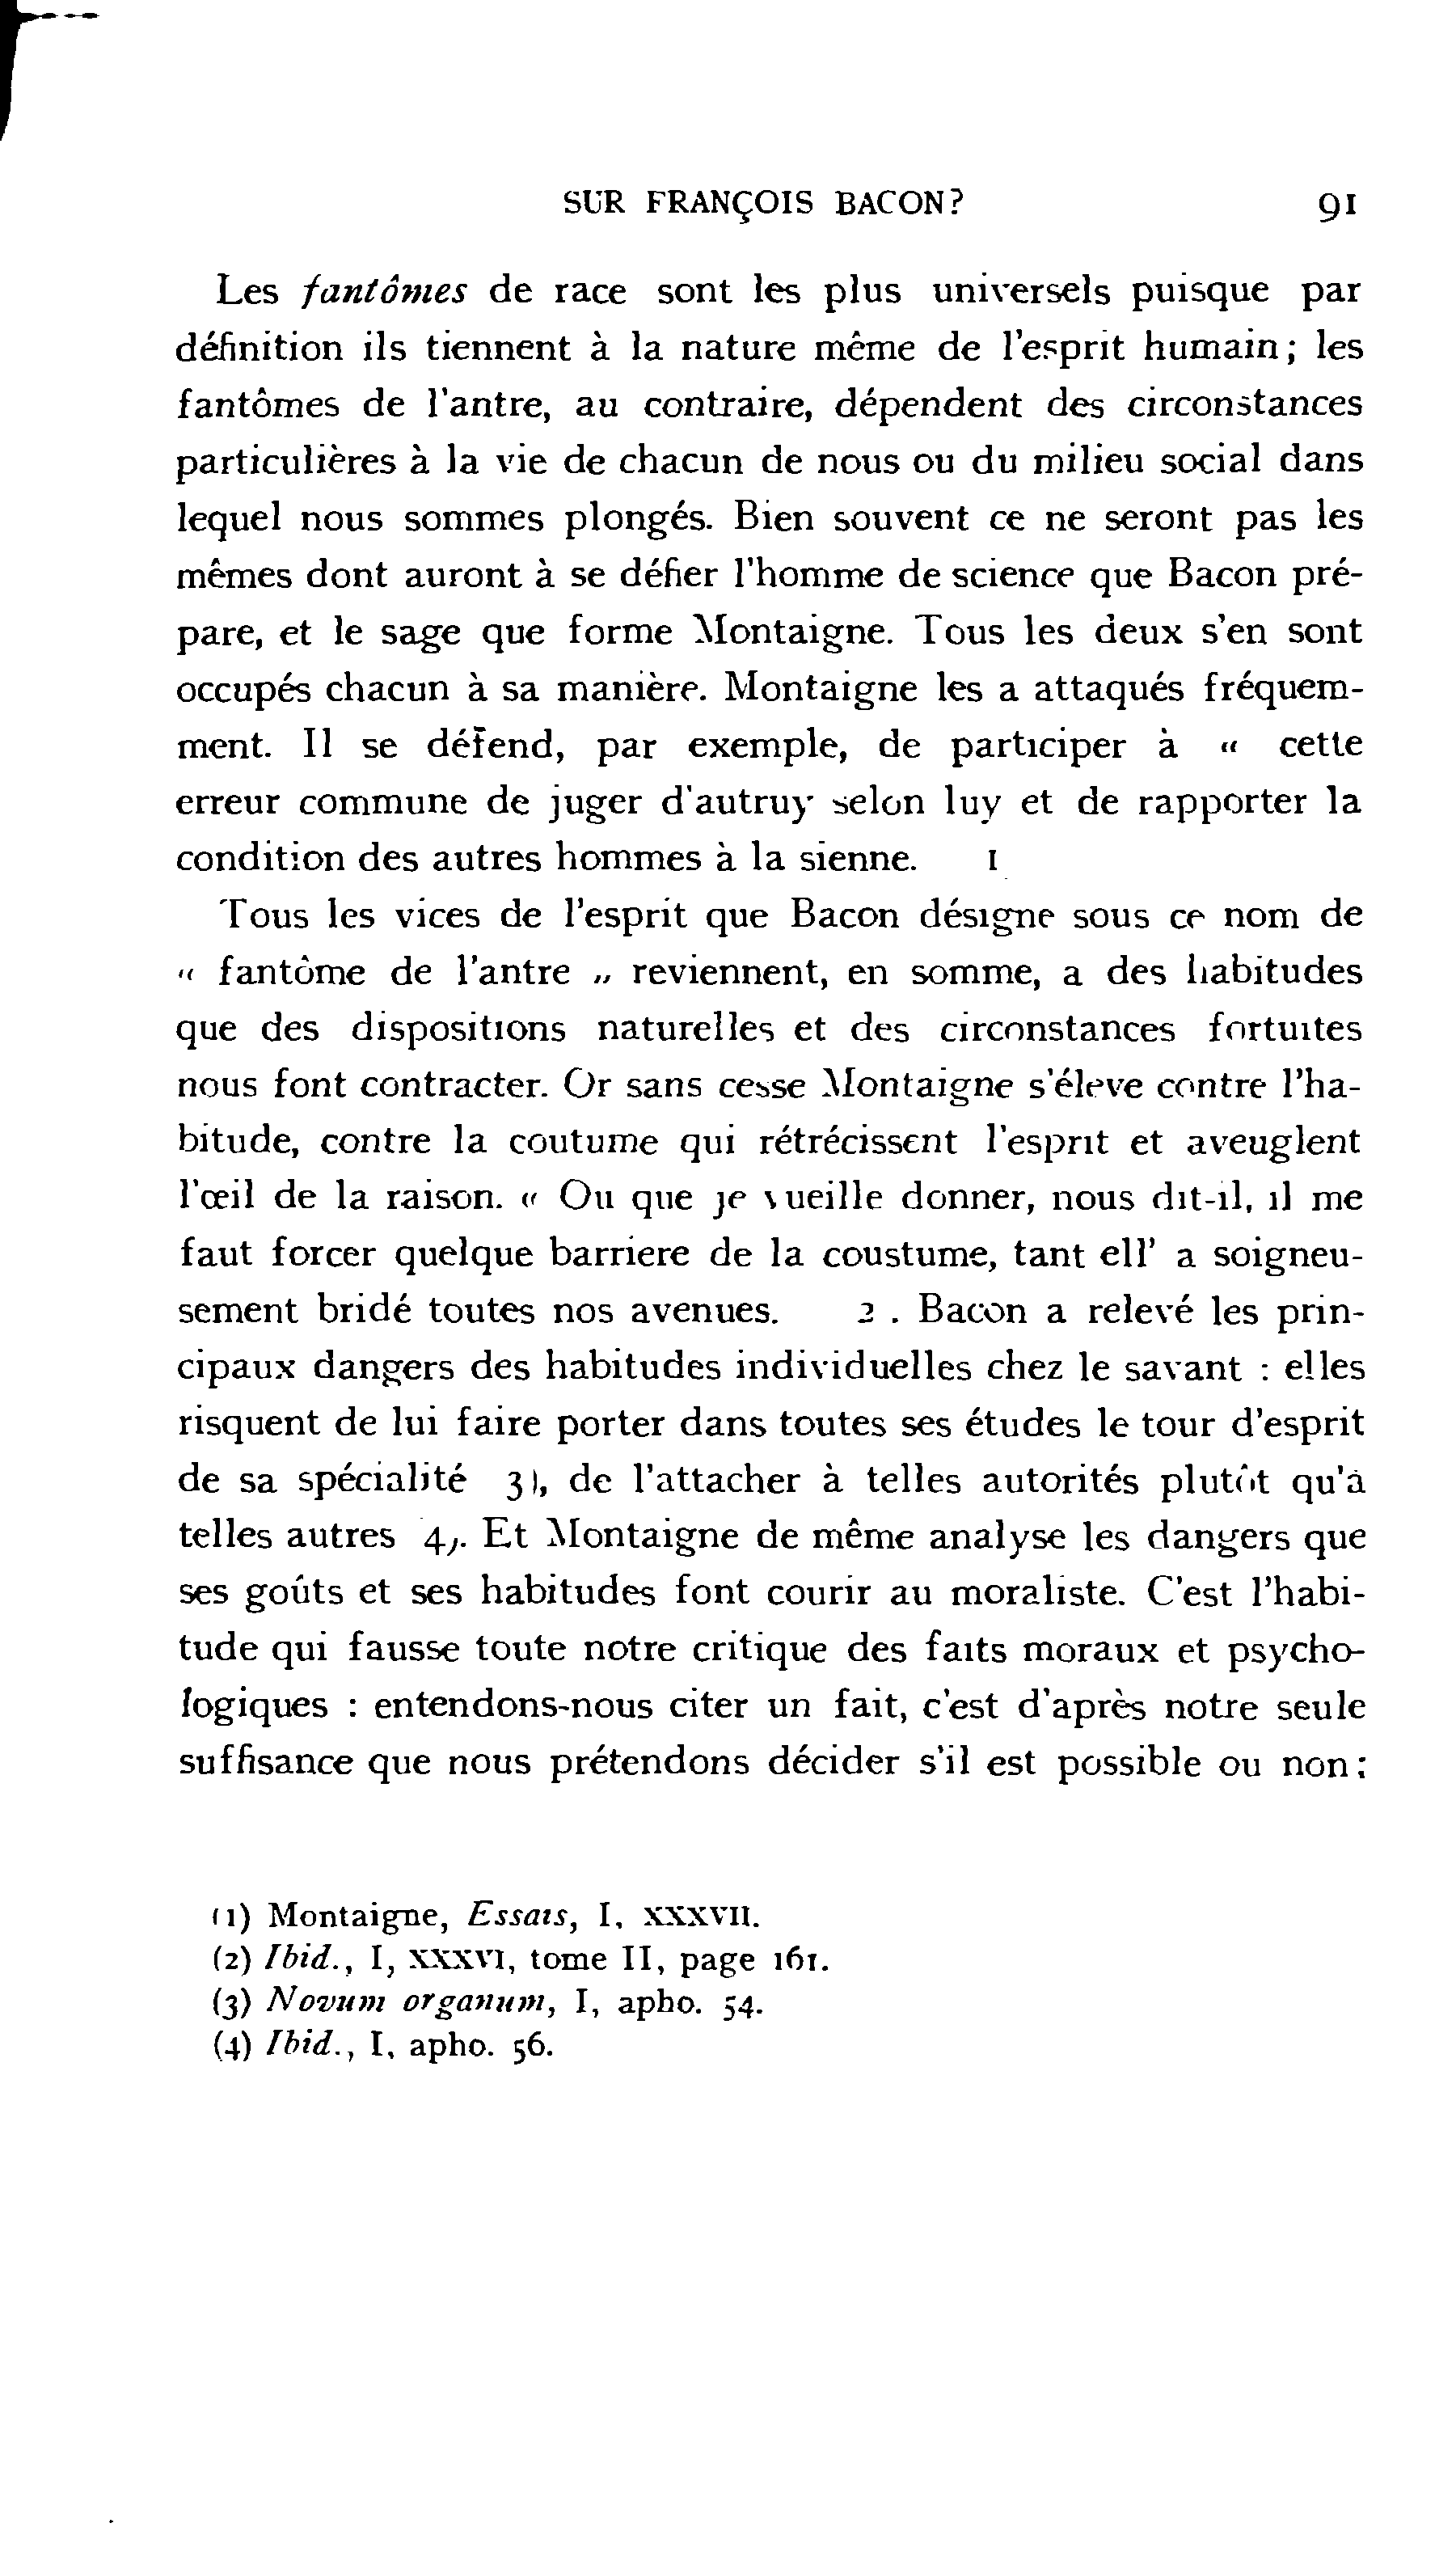 SUR FRANÇOIS BACON? 91
Les fantômes de race sont les plus universels puisque par
définition ils tiennent à la nature même de l'esprit humain; les
fantômes de l'antre, au contraire, dépendent des circonstances
particulières à la vie de chacun de nous ou du milieu social dans
lequel nous sommes plongés. Bien souvent ce ne seront pas les
mêmes dont auront à se défier l'homme de science que Bacon pré-
pare, et le sage que forme Montaigne. Tous les deux s'en sont
occupés chacun à sa manière. Montaigne les a attaqués fréquem-
ment. Il se défend, par exemple, de participer à « cette
erreur commune de juger d'autruy selon luy et de rapporter la
condition des autres hommes à la sienne. 1
Tous les vices de l'esprit que Bacon désigne sous ce nom de
« fantôme de l'antre » reviennent, en somme, a des habitudes
que des dispositions naturelles et des circonstances fortuites
nous font contracter. Or sans cesse Montaigne s'éleve contre l'ha-
bitude, contre la coutume qui rétrécissent l'esprit et aveuglent
l'œil de la raison. « Ou que je vueille donner, nous dit-il, il me
faut forcer quelque barriere de la coustume, tant ell' a soigneu-
sement bridé toutes nos avenues. 2 . Bacon a relevé les prin-
cipaux dangers des habitudes individuelles chez le savant : elles
risquent de lui faire porter dans toutes ses études le tour d'esprit
de sa spécialité 3), de l'attacher à telles autorités plutôt qu'à
telles autres 4). Et Montaigne de même analyse les dangers que
ses goûts et ses habitudes font courir au moraliste. C'est l'habi-
tude qui fausse toute notre critique des faits moraux et psycho-
logiques : entendons-nous citer un fait, c'est d'après notre seule
suffisance que nous prétendons décider s'il est possible ou non;
(1) Montaigne, Essais, I, XXXVII.
(2) Ibid., I, XXXVI, tome II, page 161.
(3) Novum organum, I, apho. 54.
(4) Ibid., I, apho. 56.